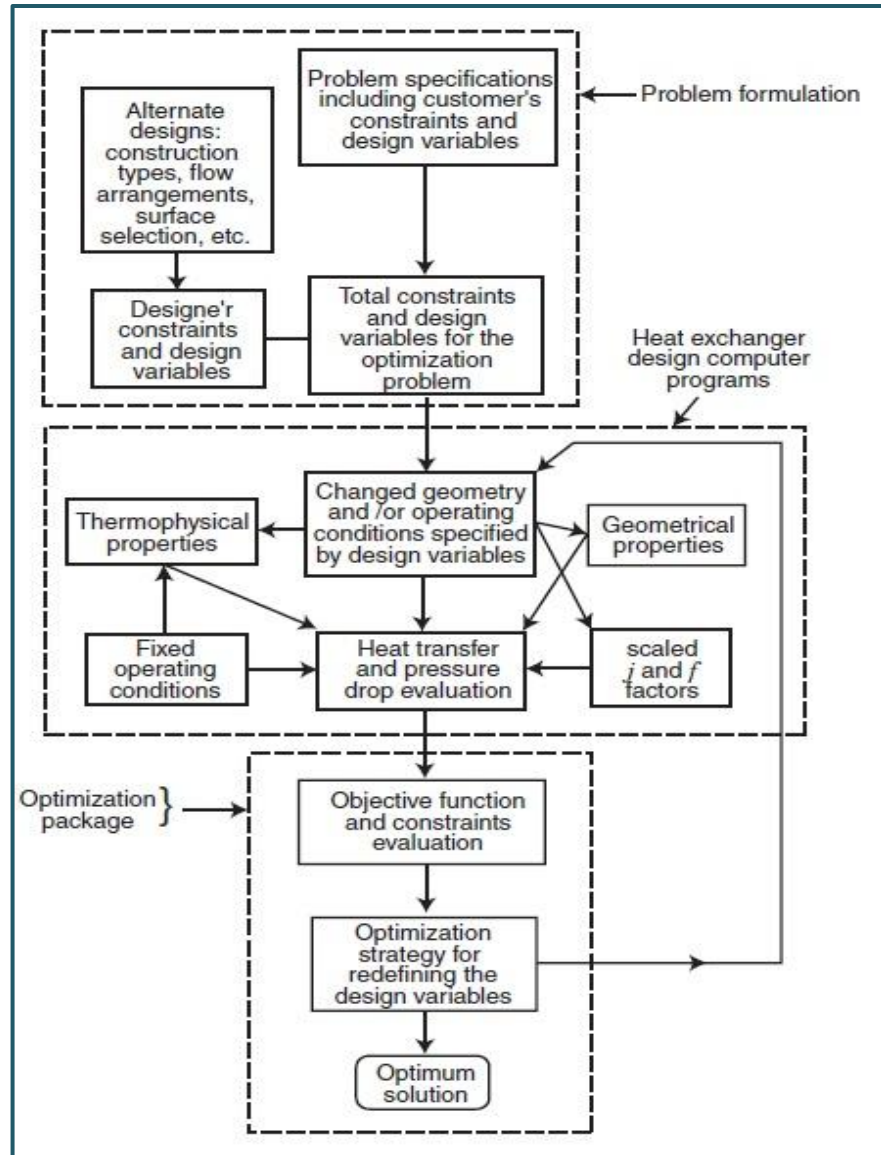 Problem specifications
including customer's
constraints and
design variables
Problem formulation
Alternate
designs:
construction
types, flow
arrangements,
surface
selection, etc.
Designe'r
constraints
and design
variables
Total constraints
and design
variables for the
optimization
problem
Heat exchanger
design computer
programs
Changed geometry
and /or operating
conditions specified
by design variables
Thermophysical
properties
Geometrical
properties
Fixed
operating
conditions
Heat transfer
and pressure
drop evaluation
scaled
j and f
factors
Optimization }
package
Objective function
and constraints
evaluation
Optimization
strategy for
redefining the
design variables
Optimum
solution